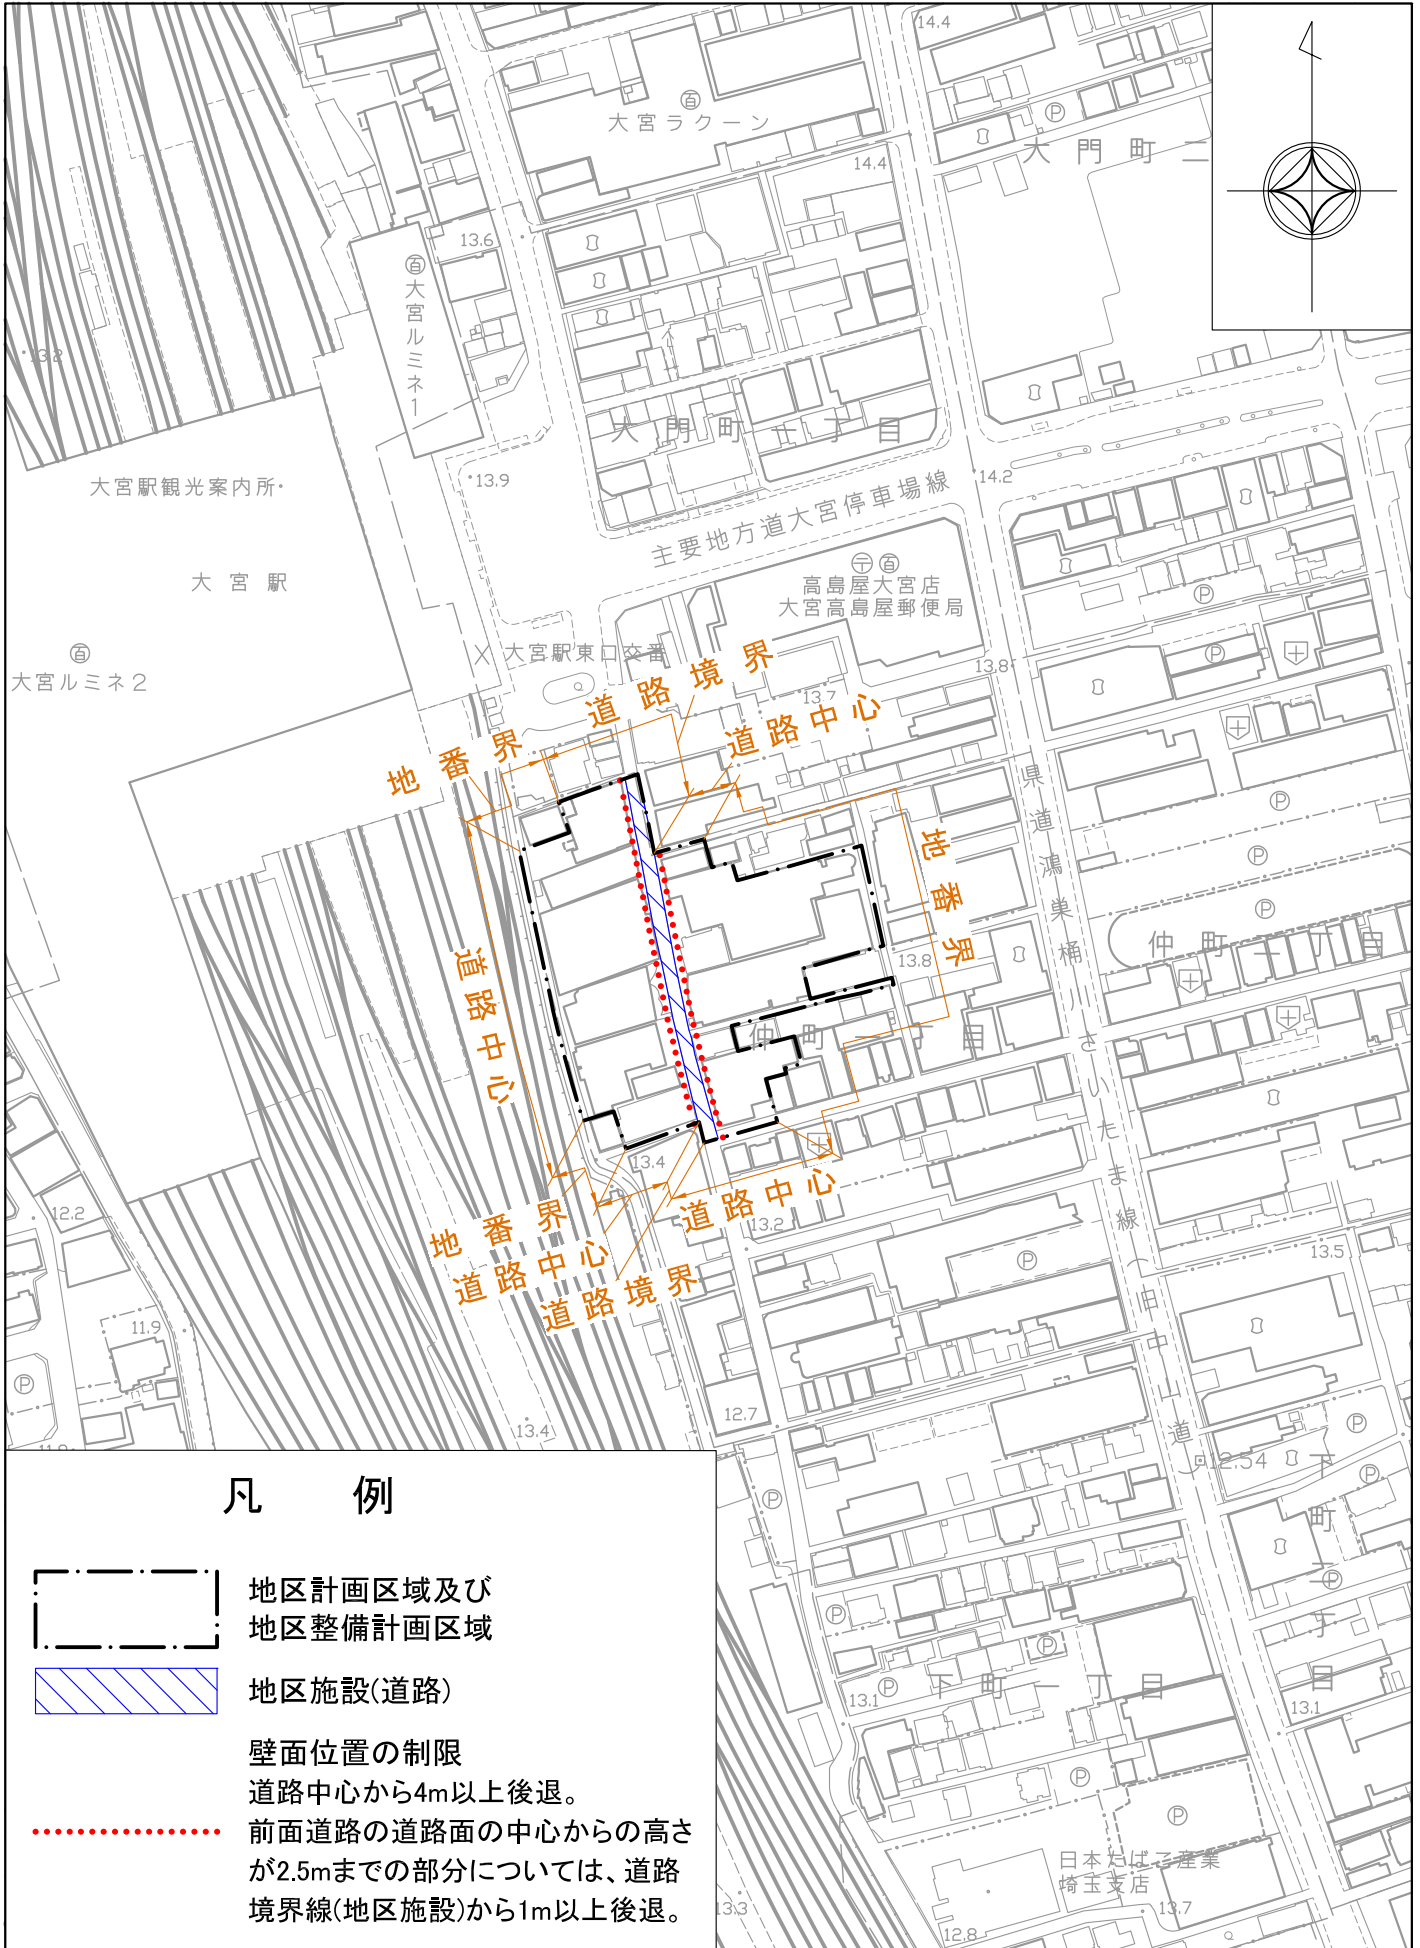 14.4
百
大宮ラクーン
P
大門町二
14.4
13.6
百
大宮ルミネ1
13.2
大門町一丁目
大宮駅観光案内所
13.9
14.2
主要地方道大宮停車場線
大宮駅
百
高島屋大宮店
大宮高島屋郵便局
P
百
大宮ルミネ2
大宮駅東口交番
13.8
P
13.7
道路境界
道路中心
地番界
県道鴻巣桶川さいたま線(旧中山道)
P
P
P
地番界
仲町二丁目
13.8
道路中心
仲町一丁目
13.4
道路中心
12.2
13.2
地番界
道路中心
道路境界
13.5
P
11.9
P
12.7
13.4
P
11.9
12.54
下町二丁目
P
P
P
P
P
下町一丁目
13.1
P
13.1
P
P
日本たばこ産業
埼玉支店
13.3
13.7
12.8
凡 例
地区計画区域及び
地区整備計画区域
地区施設(道路)
壁面位置の制限
道路中心から4m以上後退。
前面道路の道路面の中心からの高さ
が2.5mまでの部分については、道路
境界線(地区施設)から1m以上後退。